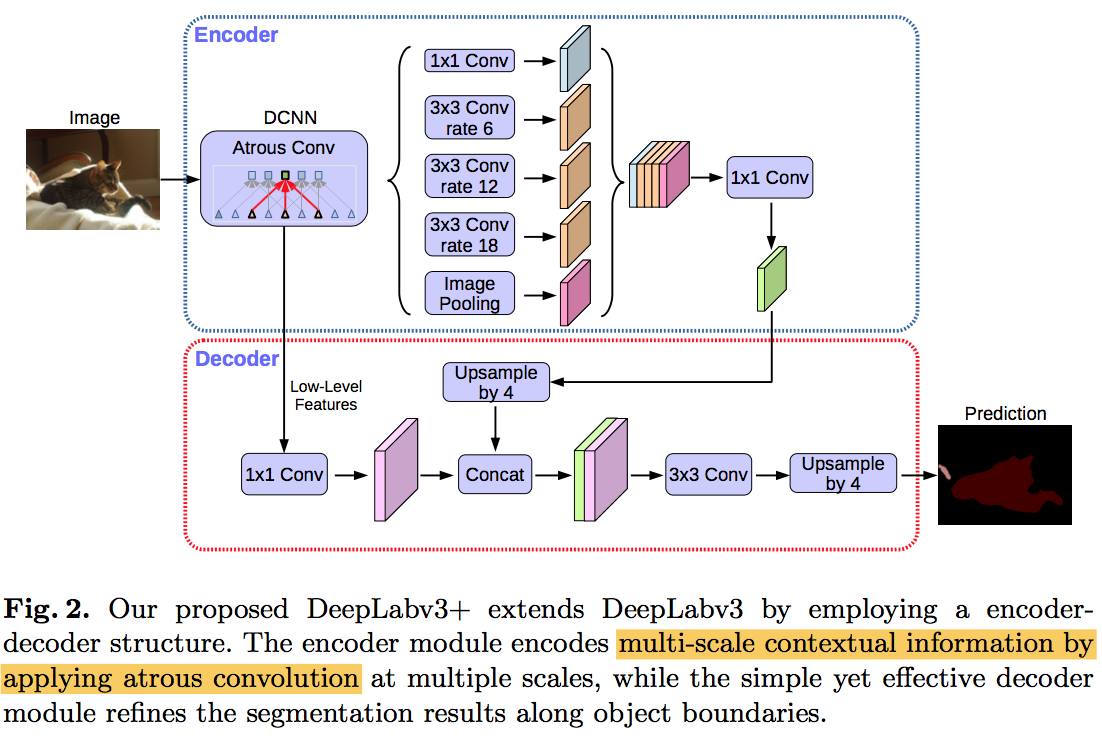 Encoder
Image
DCNN
Atrous Conv
1x1 Conv
3x3 Conv
rate 6
3x3 Conv
rate 12
3x3 Conv
rate 18
Image
Pooling
1x1 Conv
Decoder
Low-Level
Features
Upsample
by 4
1x1 Conv
Concat
3x3 Conv
Upsample
by 4
Prediction
Fig. 2. Our proposed DeepLabv3+ extends DeepLabv3 by employing a encoder-
decoder structure. The encoder module encodes multi-scale contextual information by
applying atrous convolution at multiple scales, while the simple yet effective decoder
module refines the segmentation results along object boundaries.